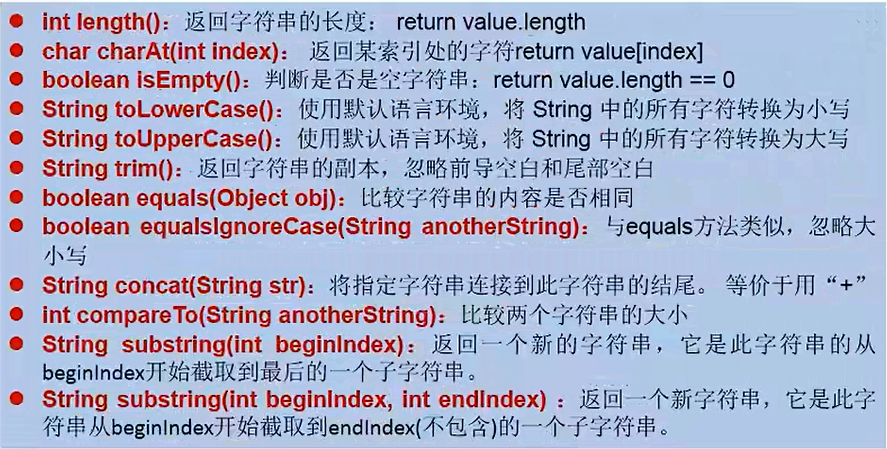 ● int length()：返回字符串的长度： return value.length
● char charAt(int index)： 返回某索引处的字符return value[index]
● boolean isEmpty()：判断是否是空字符串：return value.length == 0
● String toLowerCase()：使用默认语言环境，将 String 中的所有字符转换为小写
● String toUpperCase()：使用默认语言环境，将 String 中的所有字符转换为大写
● String trim()：返回字符串的副本，忽略前导空白和尾部空白
● boolean equals(Object obj)：比较字符串的内容是否相同
● boolean equalsIgnoreCase(String anotherString)：与equals方法类似，忽略大
小写
● String concat(String str)：将指定字符串连接到此字符串的结尾。 等价于用“+”
● int compareTo(String anotherString)：比较两个字符串的大小
● String substring(int beginIndex)：返回一个新的字符串，它是此字符串的从
beginIndex开始截取到最后的一个子字符串。
● String substring(int beginIndex, int endIndex) ：返回一个新字符串，它是此字
符串从beginIndex开始截取到endIndex(不包含)的一个子字符串。